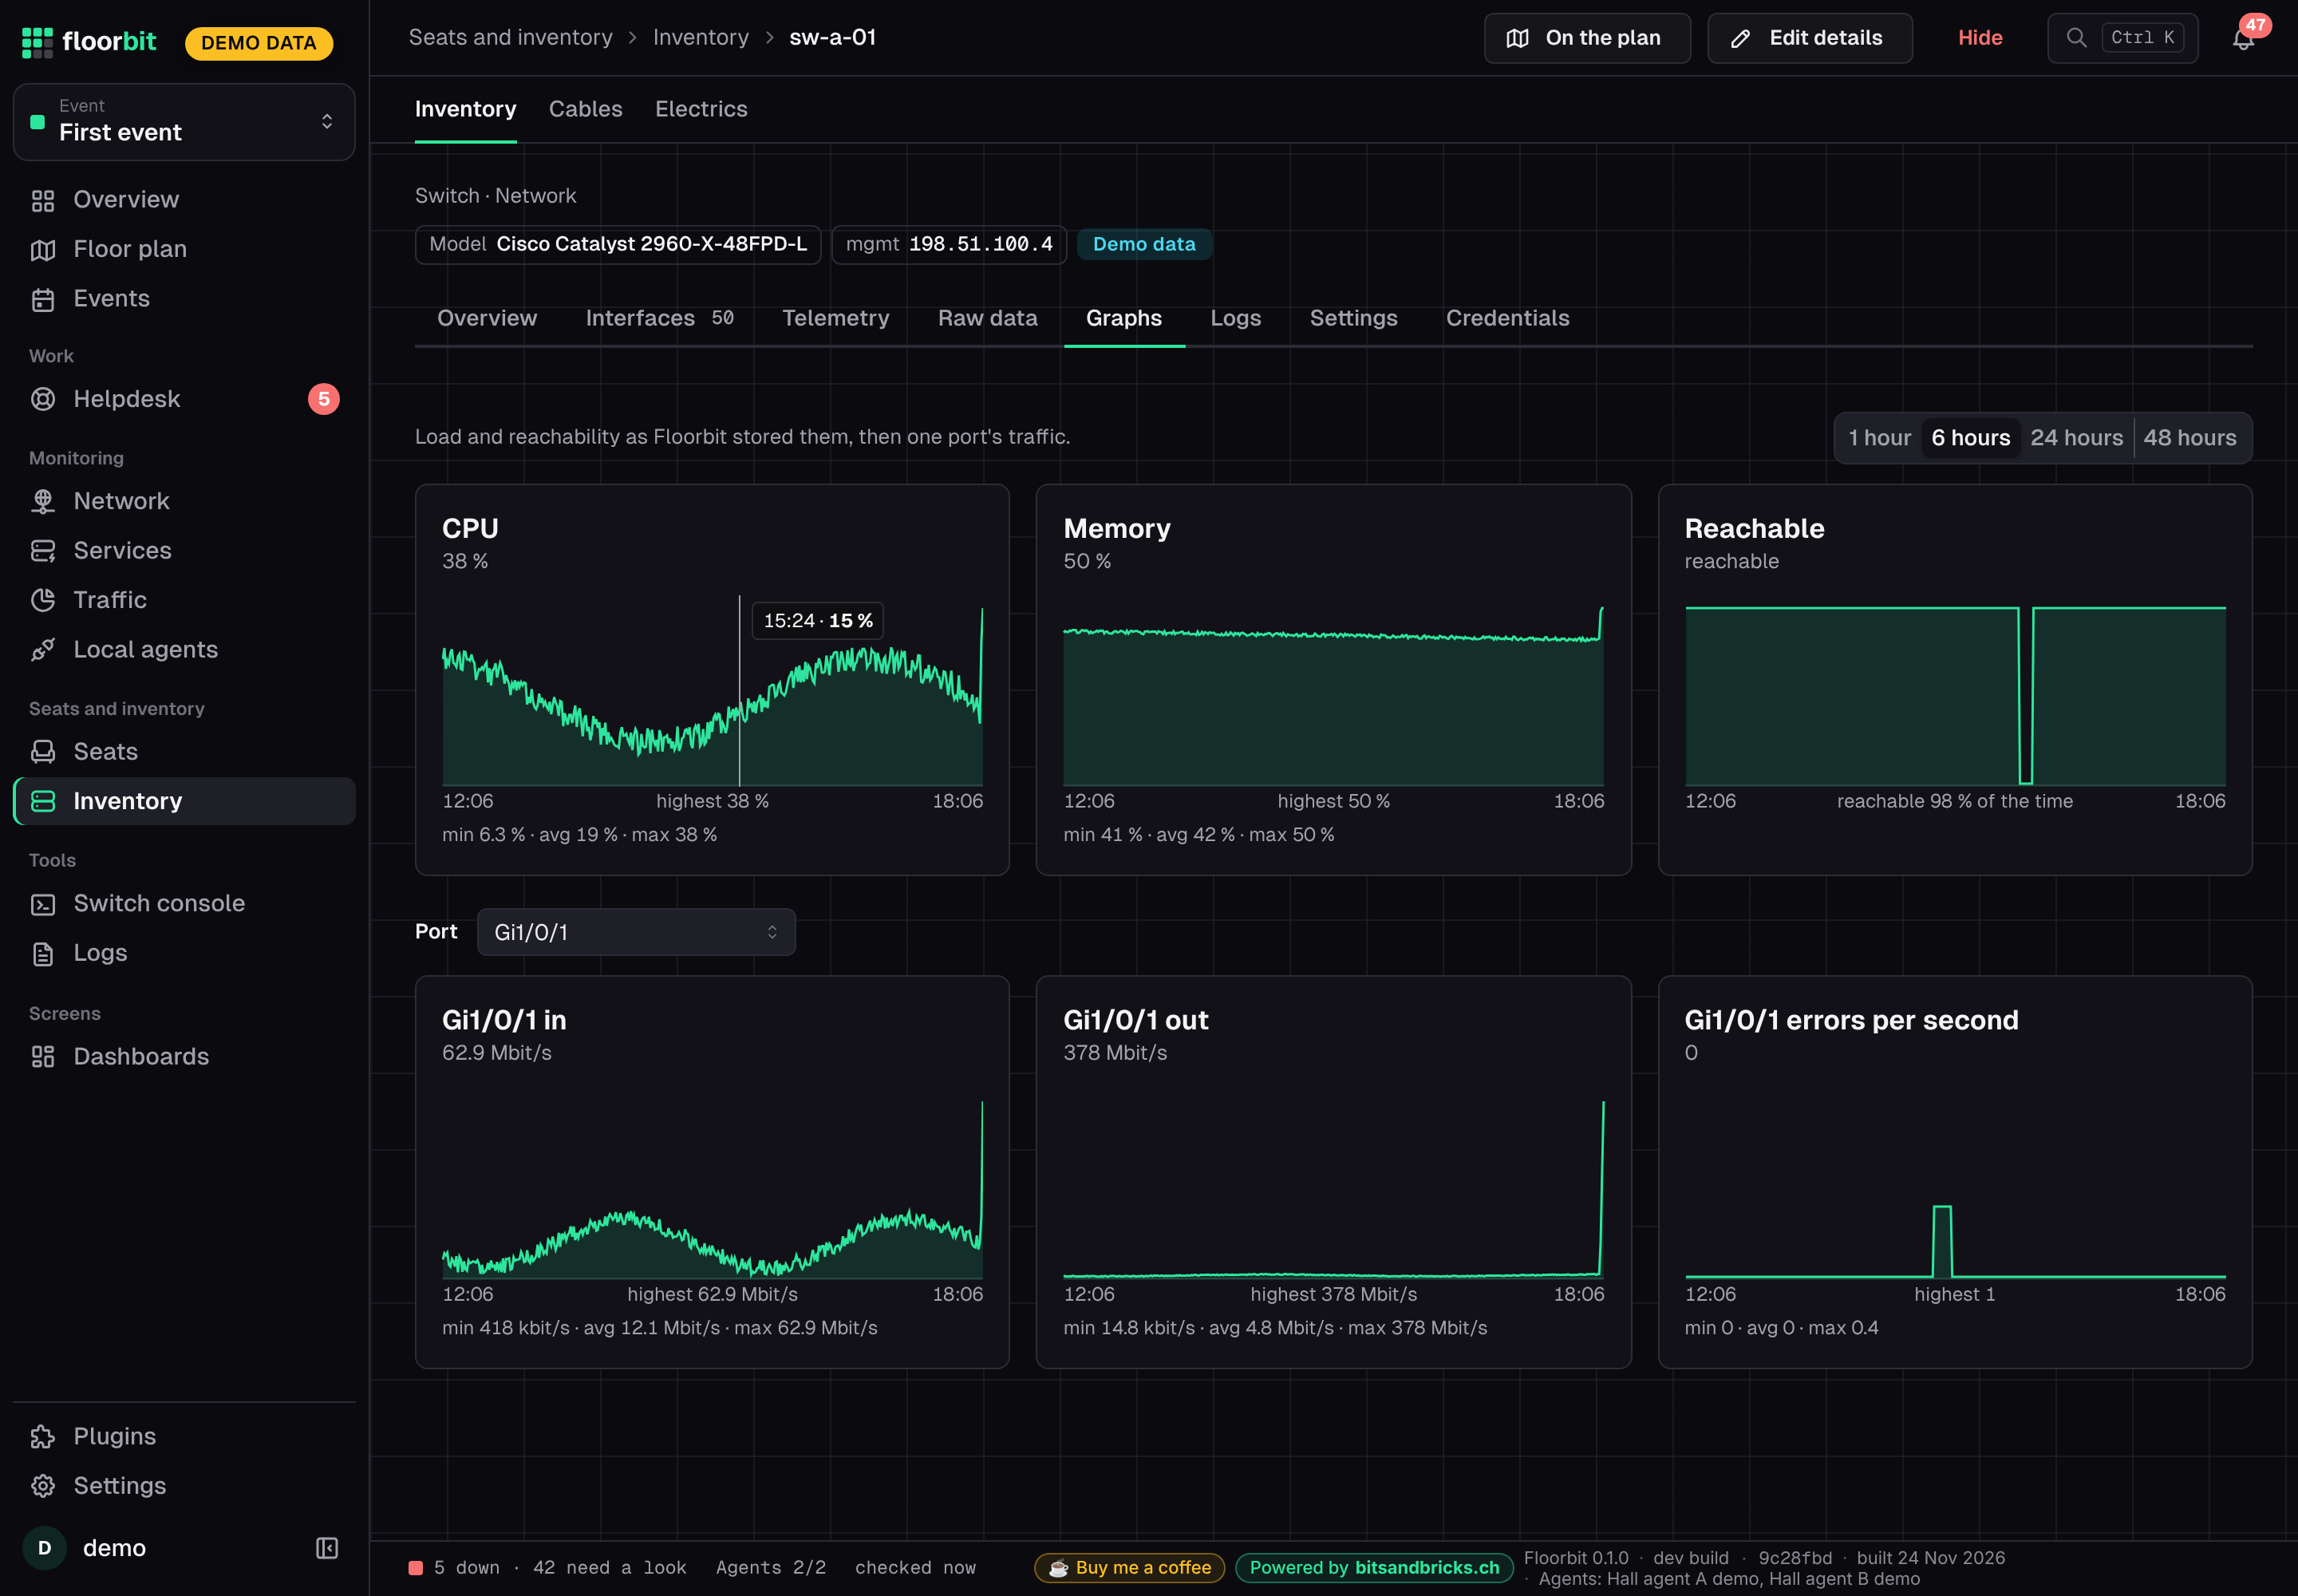 floorbit
DEMO DATA
Seats and inventory > Inventory > sw-a-01
On the plan
Edit details
Hide
Ctrl K
47
Event
First event
Inventory
Cables
Electrics
Overview
Floor plan
Events
Work
Helpdesk
5
Monitoring
Network
Services
Traffic
Local agents
Seats and inventory
Seats
Inventory
Tools
Switch console
Logs
Screens
Dashboards
Plugins
Settings
D
demo
Switch · Network
Model Cisco Catalyst 2960-X-48FPD-L
mgmt 198.51.100.4
Demo data
Overview
Interfaces 50
Telemetry
Raw data
Graphs
Logs
Settings
Credentials
Load and reachability as Floorbit stored them, then one port's traffic.
1 hour
6 hours
24 hours
48 hours
CPU
38 %
15:24 · 15 %
12:06
highest 38 %
18:06
min 6.3 % · avg 19 % · max 38 %
Memory
50 %
12:06
highest 50 %
18:06
min 41 % · avg 42 % · max 50 %
Reachable
reachable
12:06
reachable 98 % of the time
18:06
Port
Gi1/0/1
Gi1/0/1 in
62.9 Mbit/s
12:06
highest 62.9 Mbit/s
18:06
min 418 kbit/s · avg 12.1 Mbit/s · max 62.9 Mbit/s
Gi1/0/1 out
378 Mbit/s
12:06
highest 378 Mbit/s
18:06
min 14.8 kbit/s · avg 4.8 Mbit/s · max 378 Mbit/s
Gi1/0/1 errors per second
0
12:06
highest 1
18:06
min 0 · avg 0 · max 0.4
5 down · 42 need a look
Agents 2/2
checked now
Buy me a coffee
Powered by bitsandbricks.ch
Floorbit 0.1.0 · dev build · 9c28fbd · built 24 Nov 2026
· Agents: Hall agent A demo, Hall agent B demo